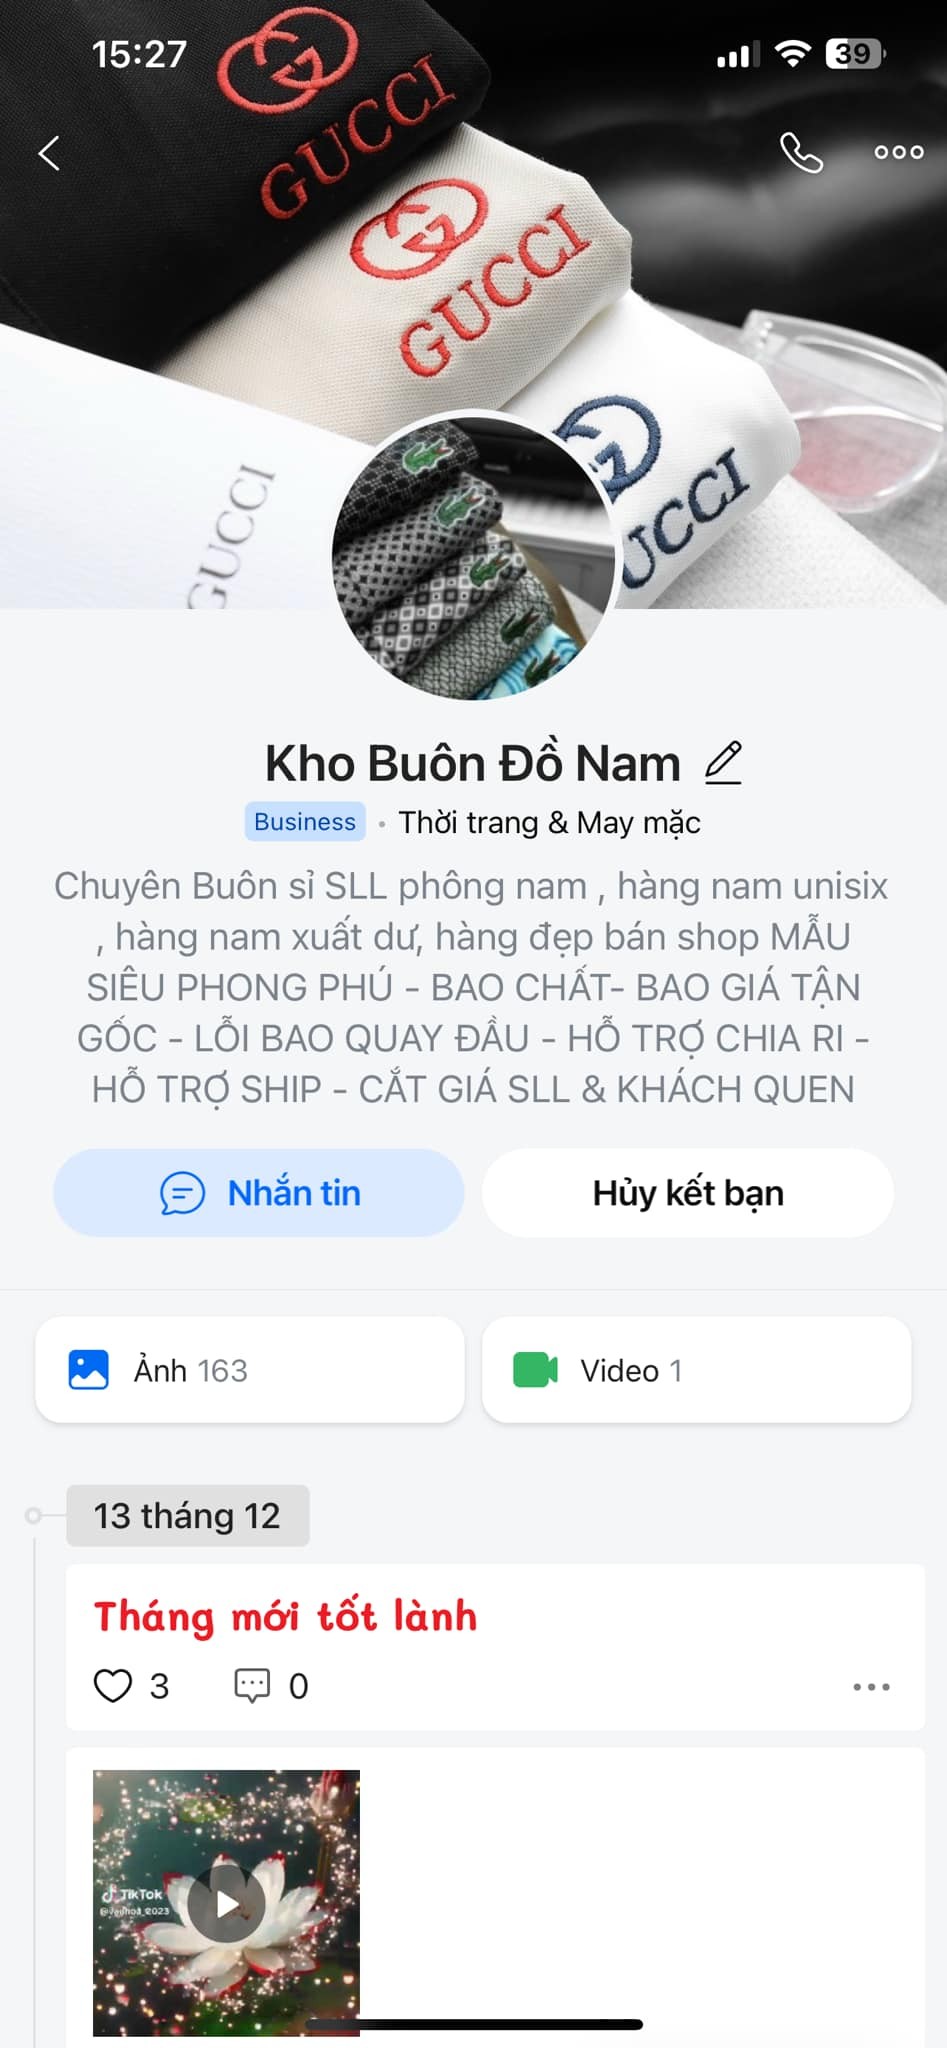 15:27
39
GUCCI
GUCCI
UCCI
GUCCI
Kho Buôn Đồ Nam
Business • Thời trang & May mặc
Chuyên Buôn sỉ SLL phông nam , hàng nam unisix
, hàng nam xuất dư, hàng đẹp bán shop MẪU
SIÊU PHONG PHÚ - BAO CHẤT- BAO GIÁ TẬN
GỐC - LỖI BAO QUAY ĐẦU - HỖ TRỢ CHIA RI -
HỖ TRỢ SHIP - CẮT GIÁ SLL & KHÁCH QUEN
Nhắn tin
Hủy kết bạn
Ảnh 163
Video 1
13 tháng 12
Tháng mới tốt lành
3
0
TikTok